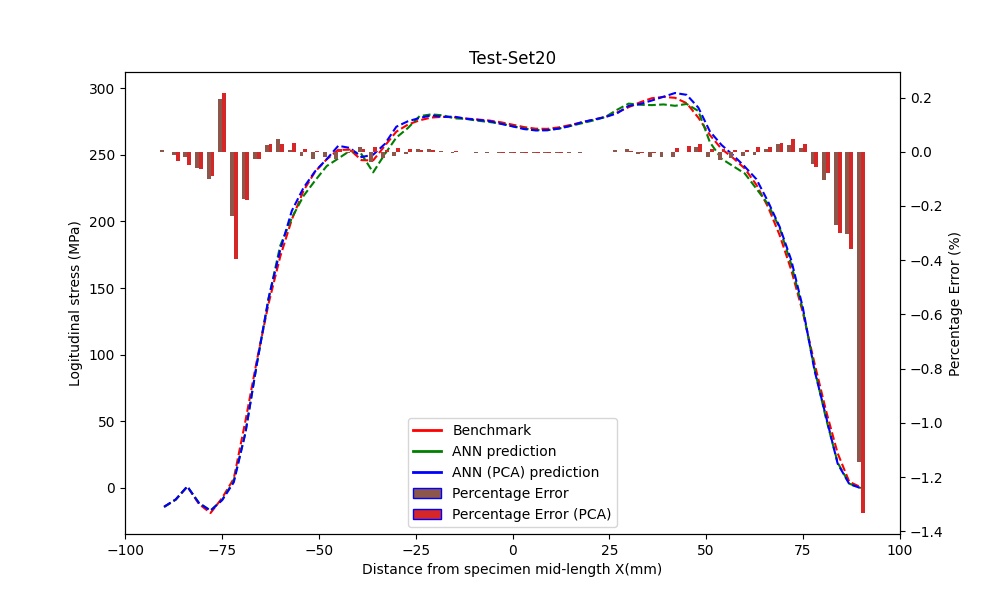 Test-Set20
300
250
200
150
100
50
0
Logitudinal stress (MPa)
0.2
0.0
−0.2
−0.4
−0.6
−0.8
−1.0
−1.2
−1.4
Percentage Error (%)
Benchmark
ANN prediction
ANN (PCA) prediction
Percentage Error
Percentage Error (PCA)
−100 −75 −50 −25 0 25 50 75 100
Distance from specimen mid-length X(mm)